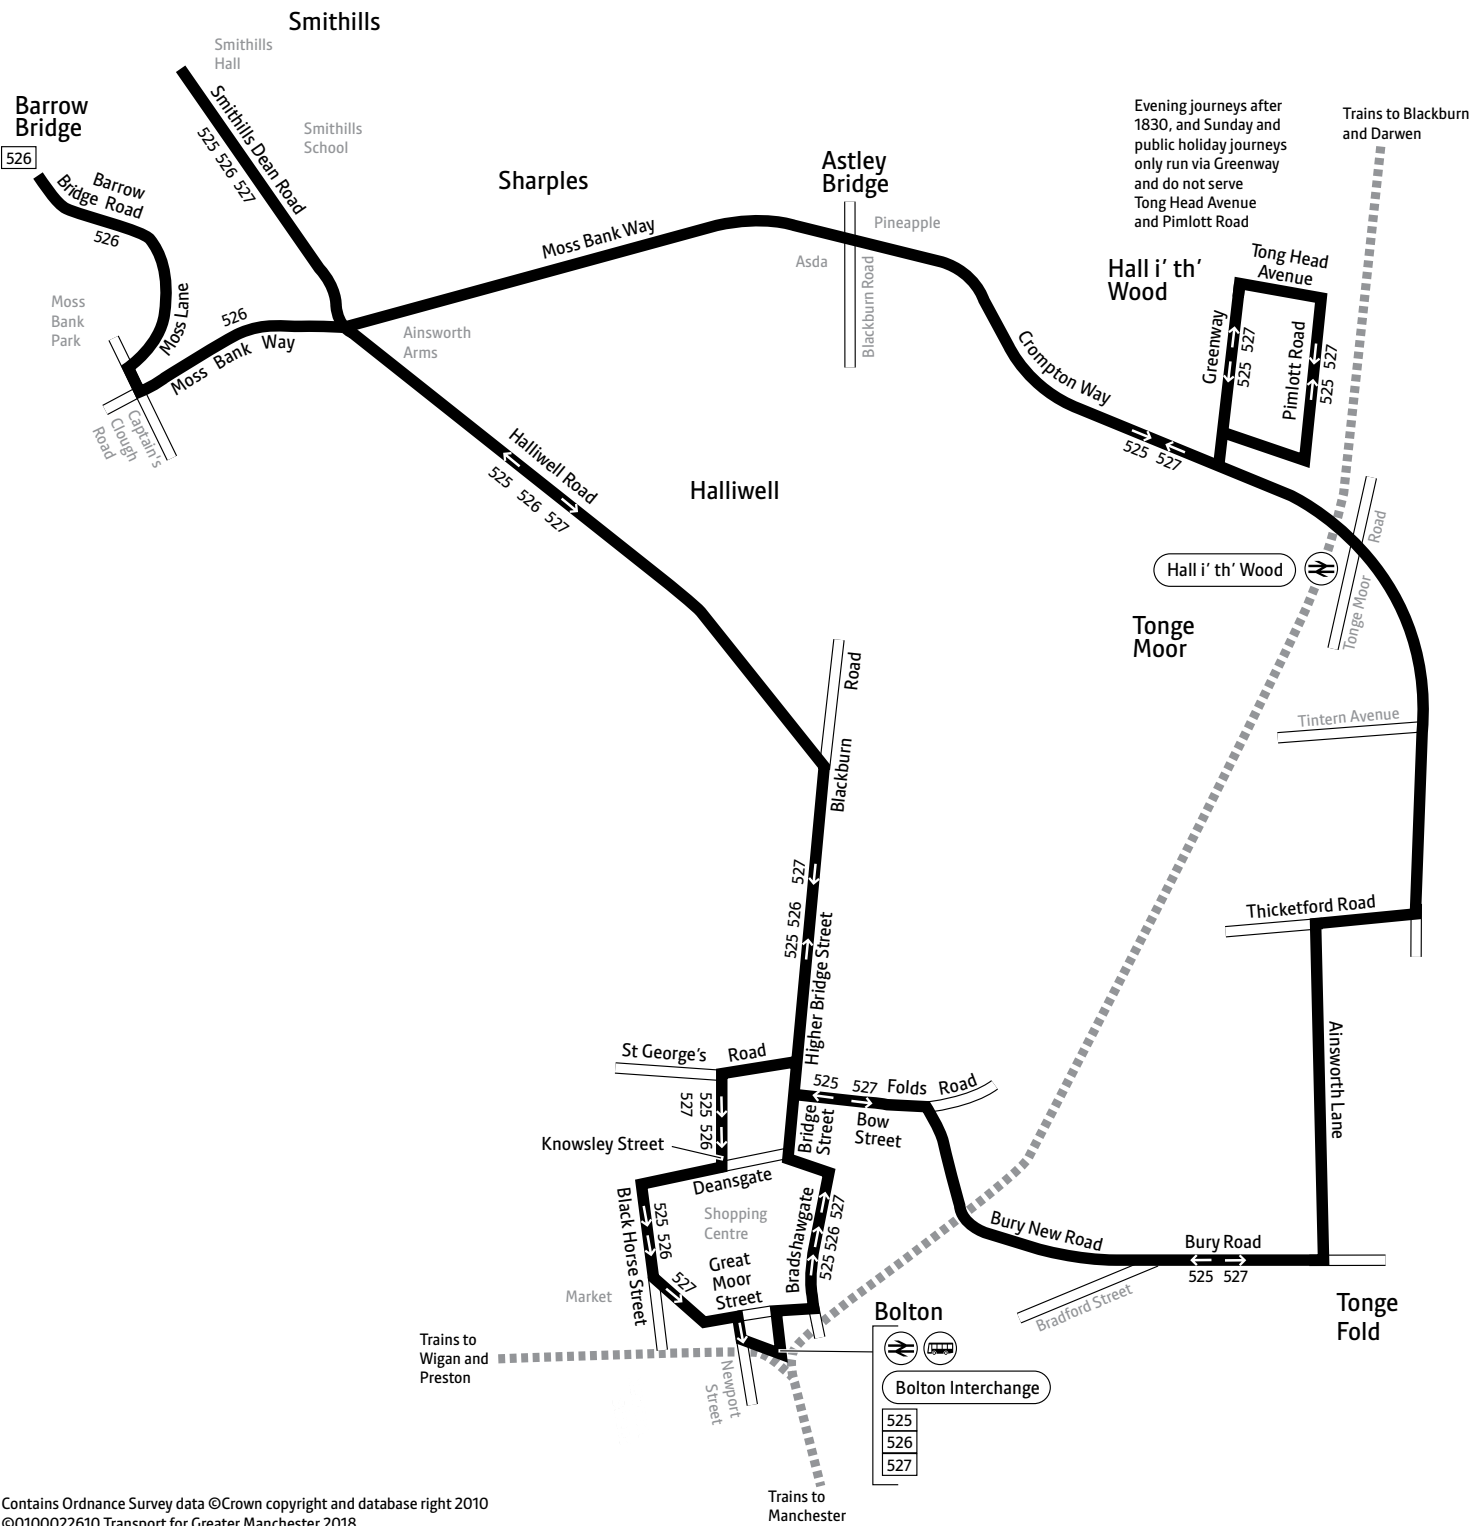 Smithills
Smithills
Hall
Barrow
Bridge
526
Smithills Dean Road
525 526 527
Smithills
School
Barrow
Bridge Road
526
Sharples
Astley
Bridge
Evening journeys after
1830, and Sunday and
public holiday journeys
only run via Greenway
and do not serve
Tong Head Avenue
and Pimlott Road
Trains to Blackburn
and Darwen
Moss Bank Way
Pineapple
Asda
Blackburn Road
Hall i' th'
Wood
Tong Head
Avenue
Greenway
525 527
Pimlott Road
525 527
Moss
Bank
Park
Moss Lane
526
Moss Bank Way
Ainsworth
Arms
Captain's
Clough
Road
Crompton Way
525 527
Halliwell Road
525 526 527
Halliwell
Hall i' th' Wood
Tonge Moor Road
Tonge
Moor
Tintern Avenue
Blackburn Road
525 526 527
Higher Bridge Street
Thicketford Road
Ainsworth Lane
St George's Road
525 526
527
Knowsley Street
525 527
Folds Road
Bow
Street
Bridge
Street
Deansgate
Shopping
Centre
Black Horse Street
525 526
527
Great
Moor
Street
Bradshawgate
525 526 527
Bury New Road
Bury Road
525 527
Bradford Street
Market
Tonge
Fold
Bolton
Bolton Interchange
525
526
527
Trains to
Wigan and
Preston
Newport
Street
Trains to
Manchester
Contains Ordnance Survey data ©Crown copyright and database right 2010
©0100022610 Transport for Greater Manchester 2018